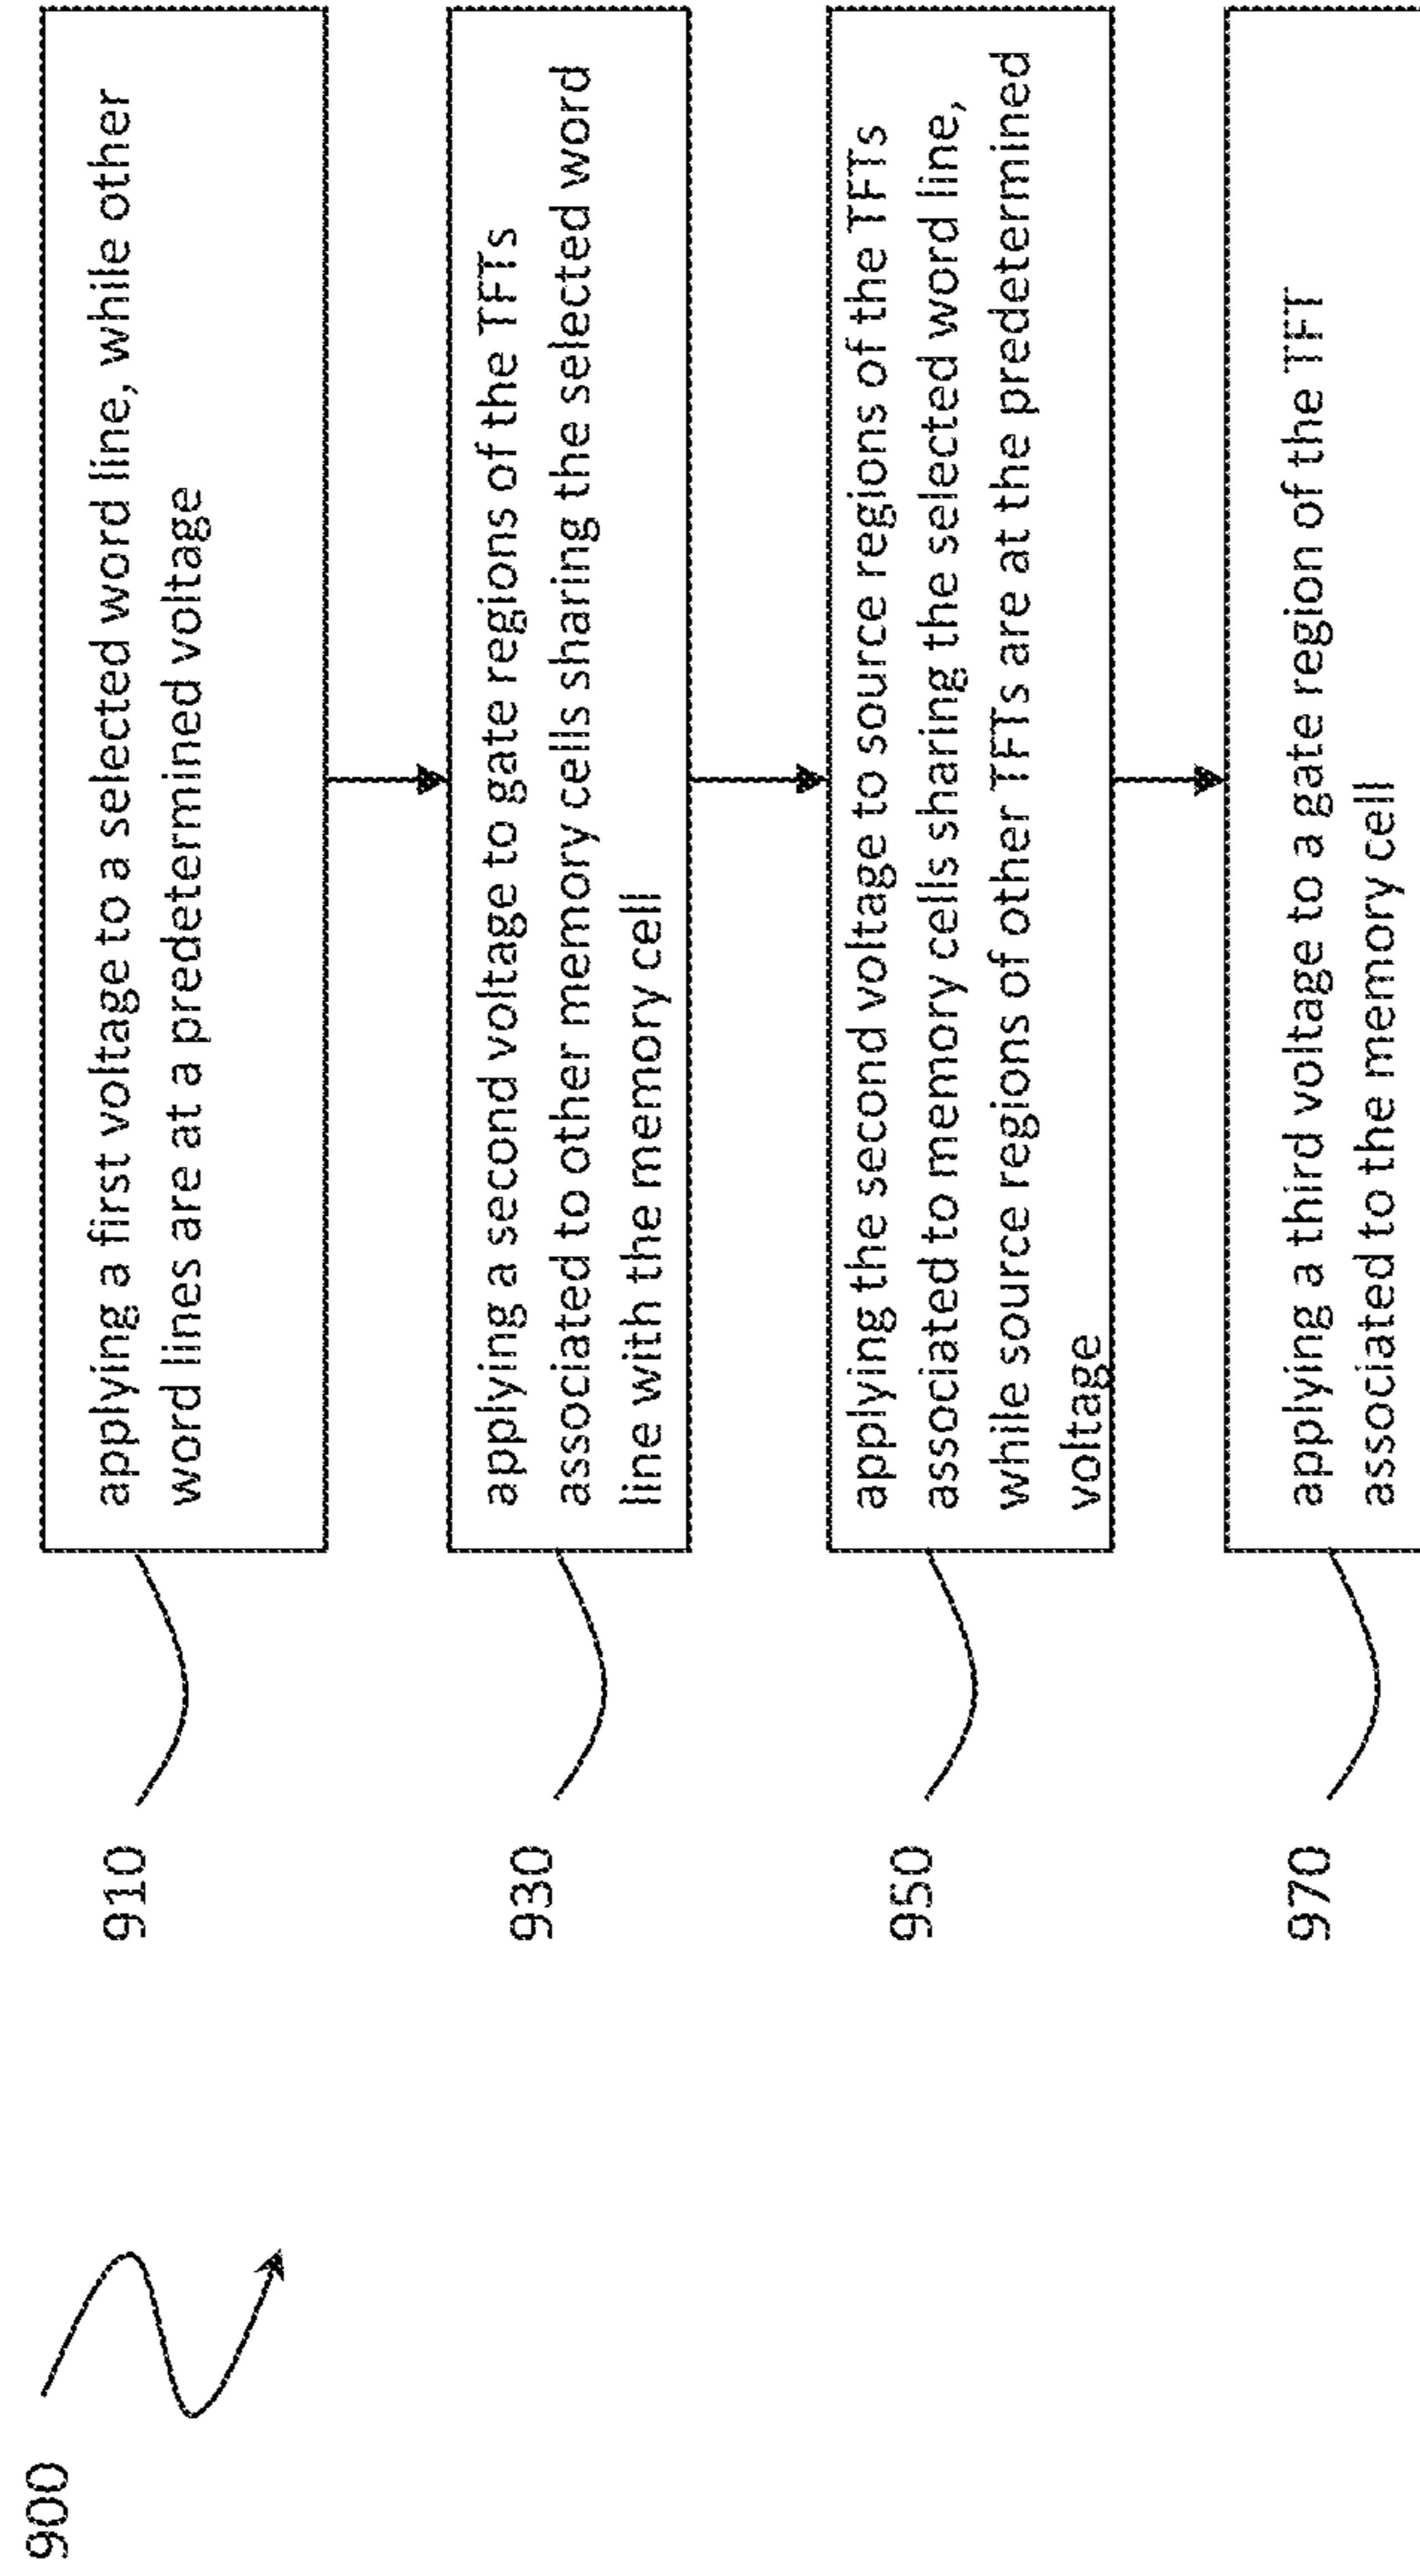 900
910
applying a first voltage to a selected word line, while other
word lines are at a predetermined voltage
930
applying a second voltage to gate regions of the TFTs
associated to other memory cells sharing the selected word
line with the memory cell
950
applying the second voltage to source regions of the TFTs
associated to memory cells sharing the selected word line,
while source regions of other TFTs are at the predetermined
voltage
970
applying a third voltage to a gate region of the TFT
associated to the memory cell